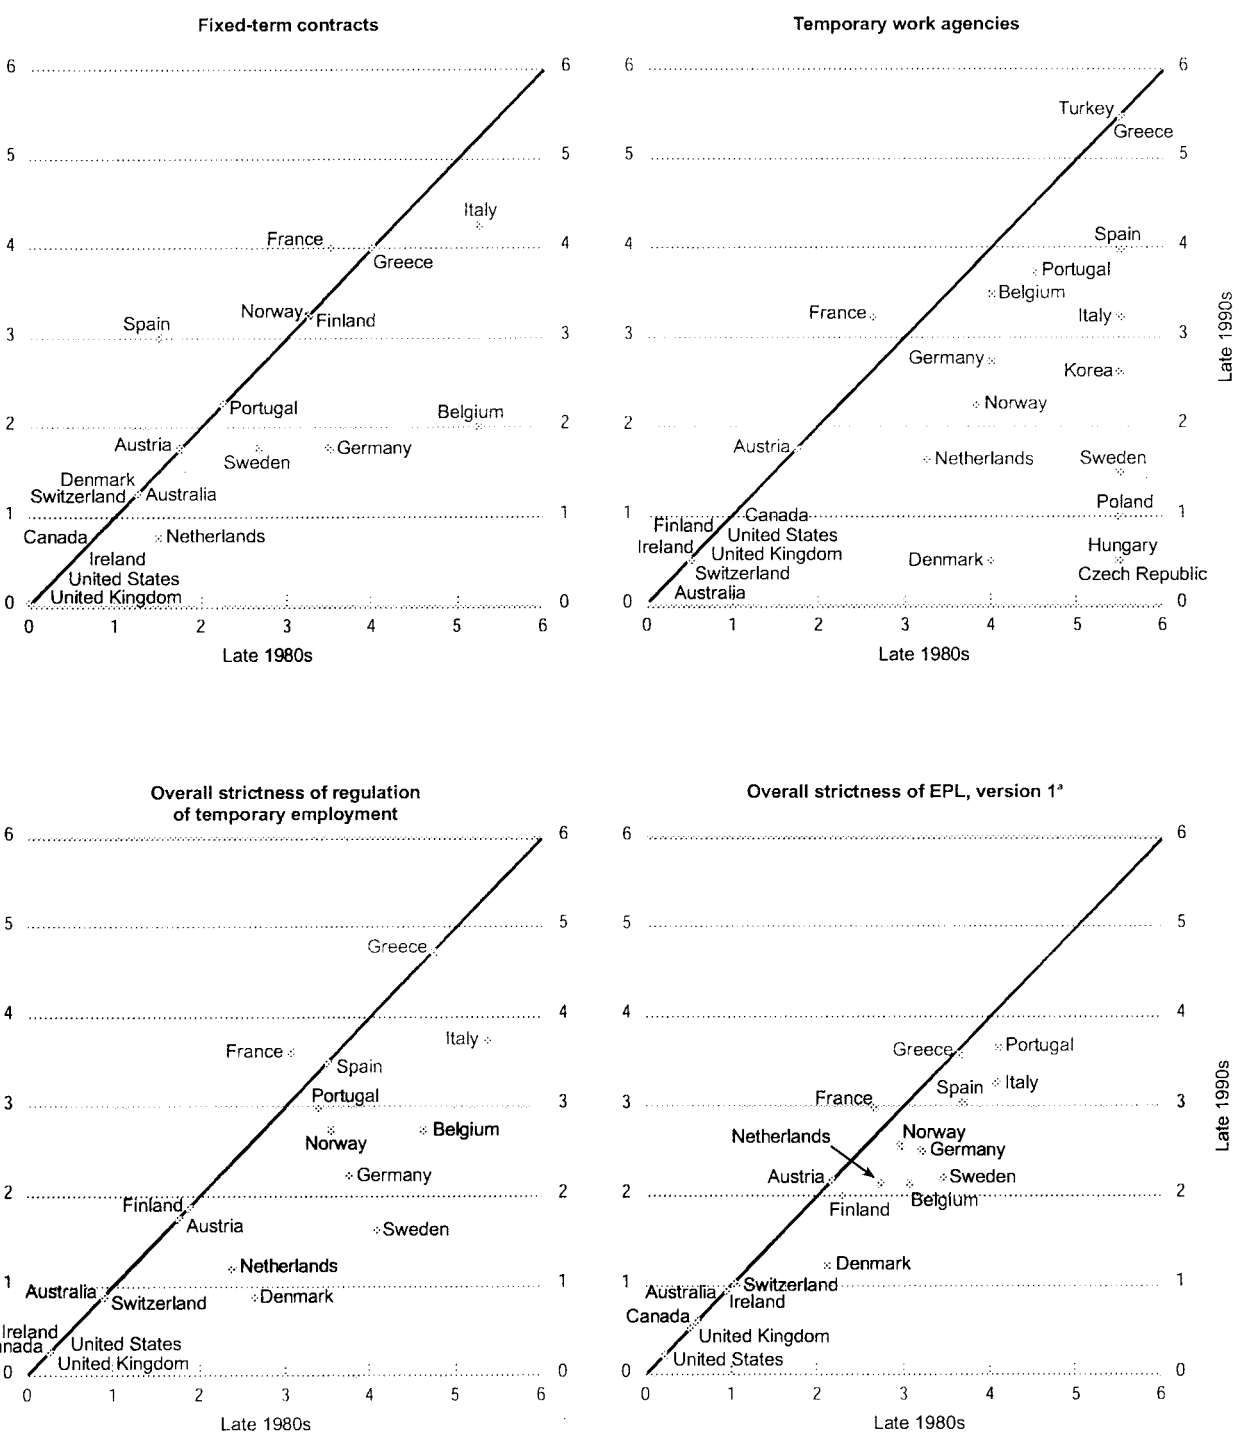 Fixed-term contracts
6 6
5 5
Italy
France
4 4
Greece
Norway
Finland
Spain
3 3
Portugal
Belgium
2 2
Austria
Germany
Sweden
Denmark
Switzerland Australia
1 1
Canada Netherlands
Ireland
United States
United Kingdom
0 0
0 1 2 3 4 5 6
Late 1980s
Temporary work agencies
6 6
Turkey
Greece
5 5
Spain
4 4
Portugal
Belgium
France Italy
3 3
Germany
Korea
Norway
2 2
Austria
Netherlands Sweden
Poland
1 1
Canada
Finland
United States
Ireland Hungary
United Kingdom
Denmark
Switzerland Czech Republic
Australia
0 0
0 1 2 3 4 5 6
Late 1980s
Late 1990s
Overall strictness of regulation
of temporary employment
6 6
5 5
Greece
4 4
Italy
France
Spain
Portugal
3 3
Belgium
Norway
Germany
2 2
Finland
Austria
Sweden
Netherlands
1 1
Australia
Denmark
Switzerland
Ireland
nada United States
United Kingdom
0 0
0 1 2 3 4 5 6
Late 1980s
Overall strictness of EPL, version 1a
6 6
5 5
4 4
Greece Portugal
Italy
Spain
France
3 3
Norway
Netherlands
Germany
Austria Sweden
2 2
Belgium
Finland
Denmark
1 1
Switzerland
Australia
Ireland
Canada
United Kingdom
United States
0 0
0 1 2 3 4 5 6
Late 1980s
Late 1990s